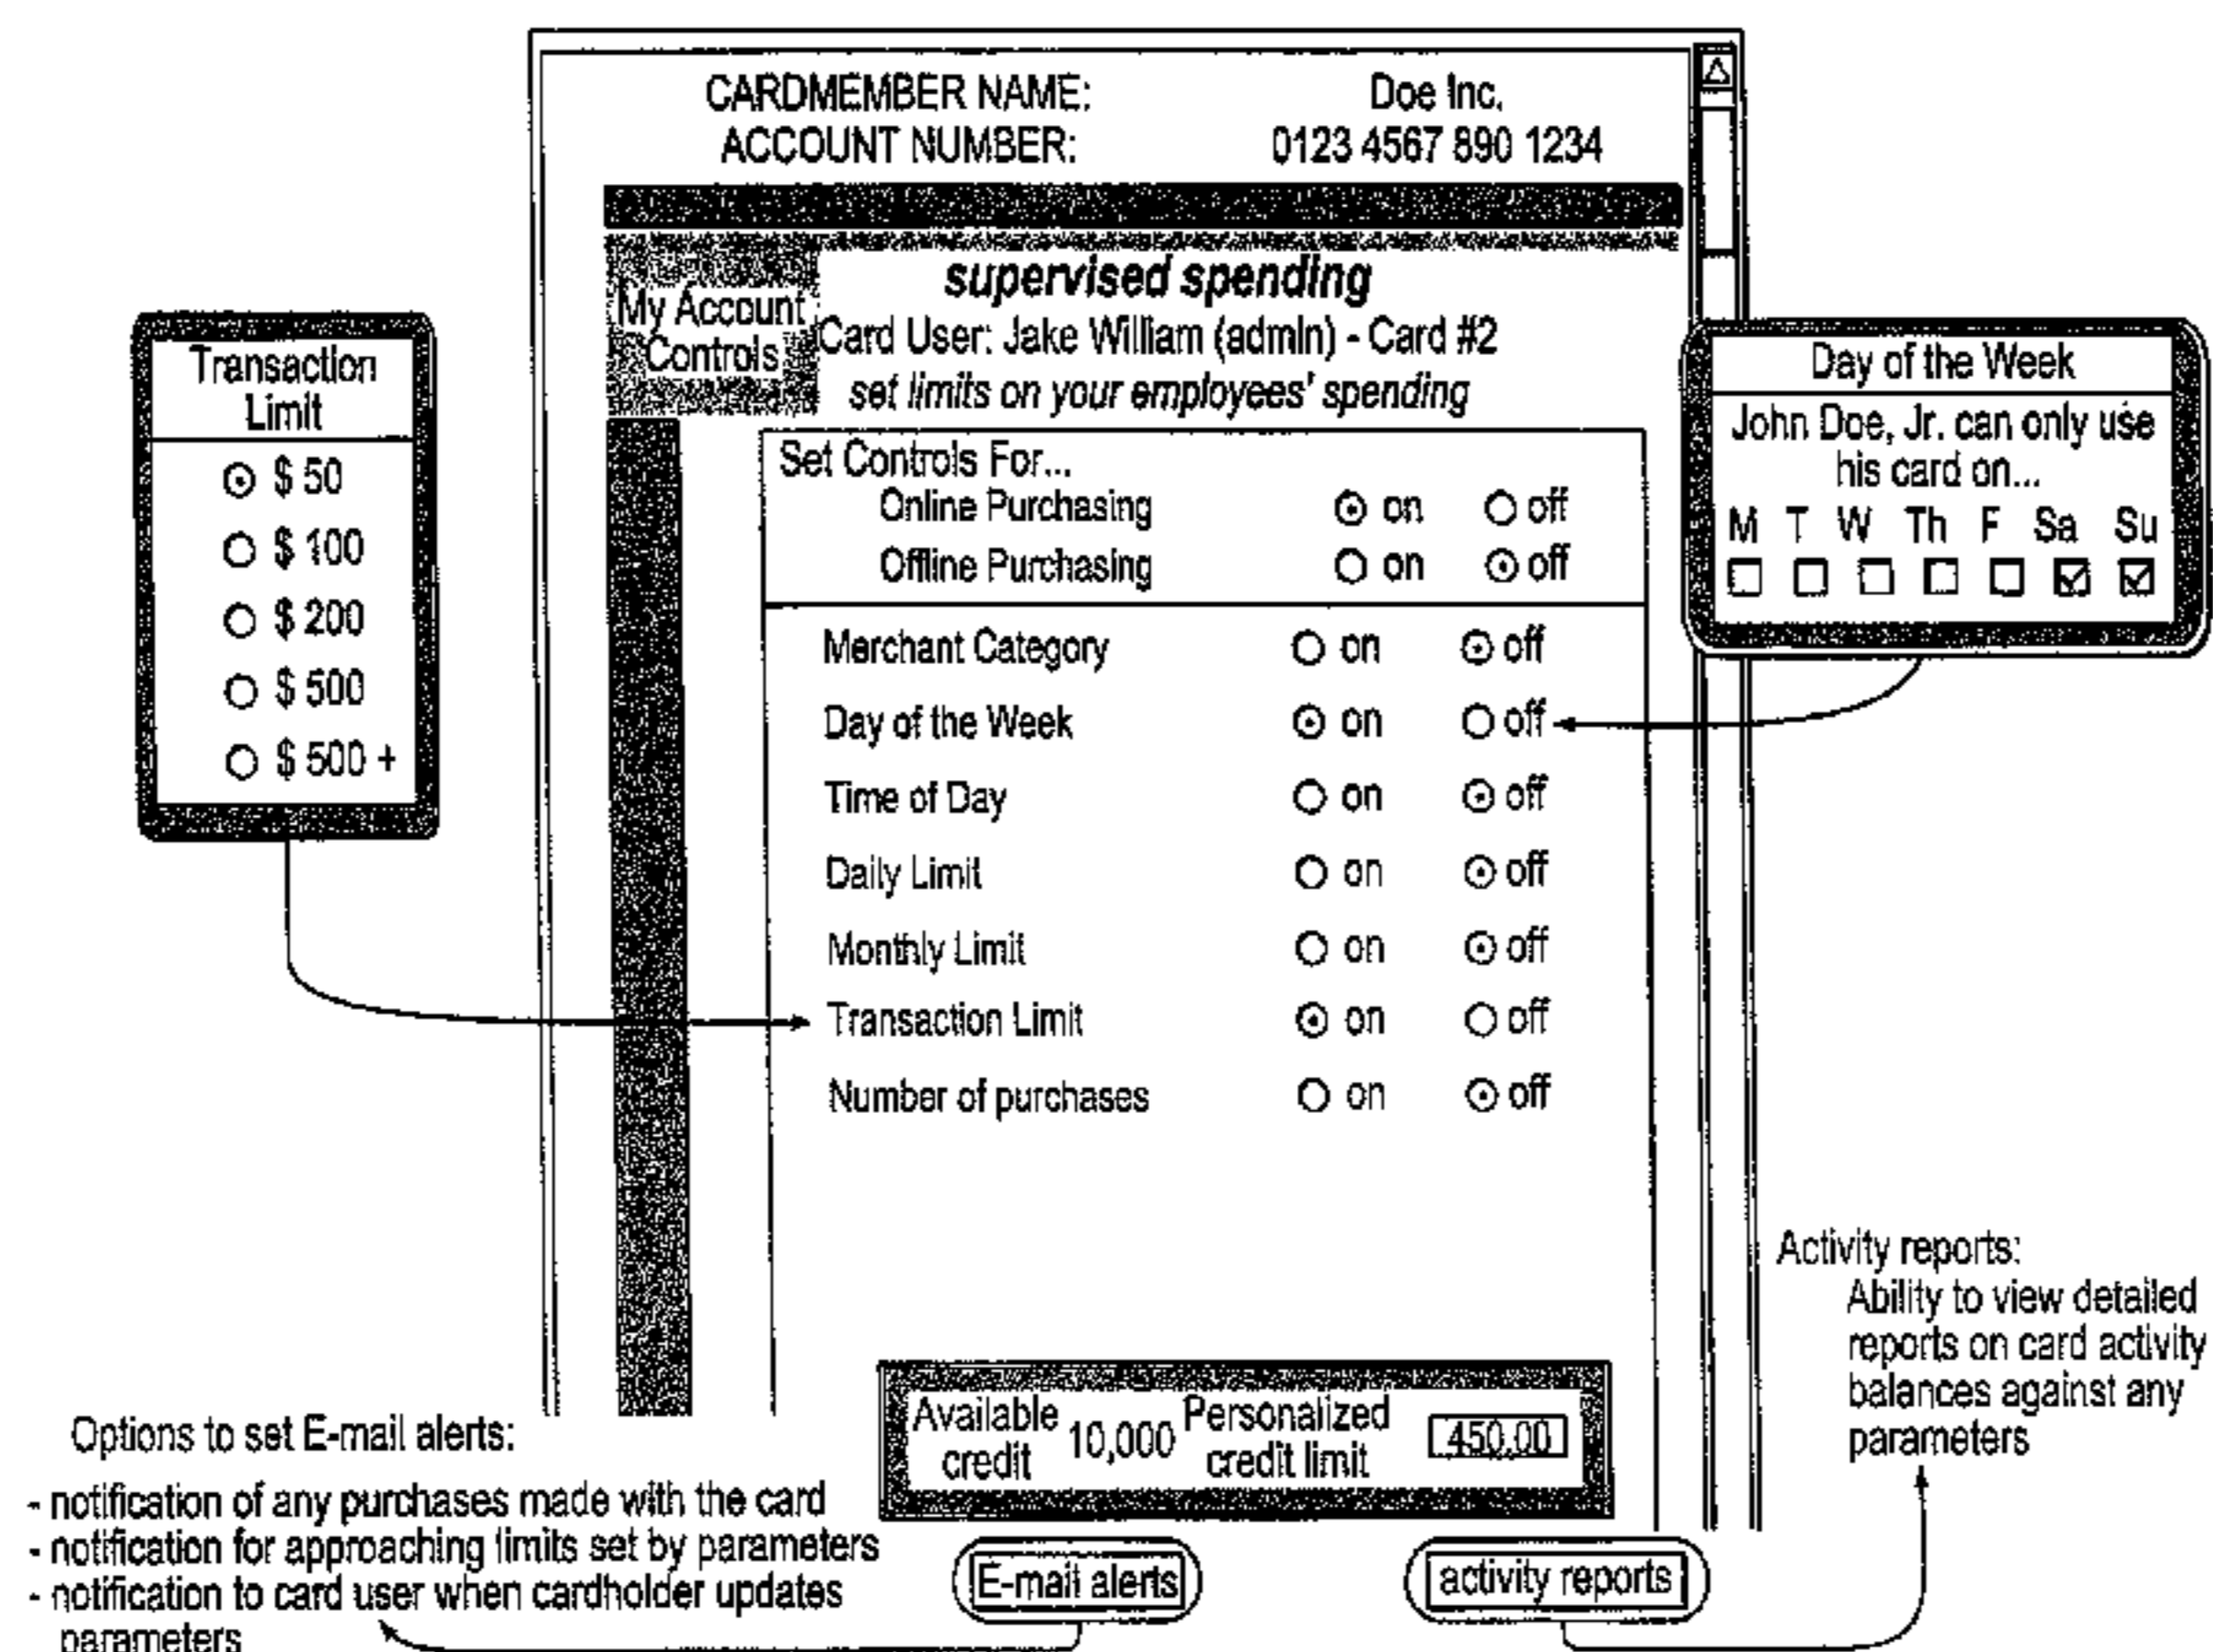 CARDMEMBER NAME: Doe Inc.
ACCOUNT NUMBER: 0123 4567 890 1234
My Account
Controls
supervised spending
Card User: Jake William (admin) - Card #2
set limits on your employees' spending
Transaction
Limit
$ 50
$ 100
$ 200
$ 500
$ 500 +
Set Controls For...
Online Purchasing on off
Offline Purchasing on off
Merchant Category on off
Day of the Week on off
Time of Day on off
Daily Limit on off
Monthly Limit on off
Transaction Limit on off
Number of purchases on off
Day of the Week
John Doe, Jr. can only use
his card on...
M T W Th F Sa Su
Available
credit
10,000
Personalized
credit limit
450.00
E-mail alerts
activity reports
Options to set E-mail alerts:
- notification of any purchases made with the card
- notification for approaching limits set by parameters
- notification to card user when cardholder updates
parameters
Activity reports:
Ability to view detailed
reports on card activity
balances against any
parameters